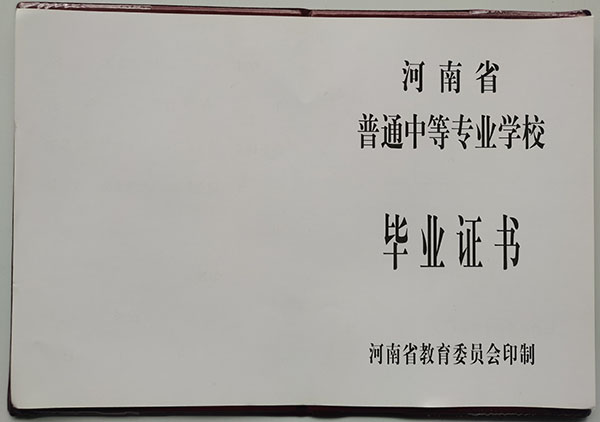 河南省
普通中等专业学校
毕业证书
河南省教育委员会印制